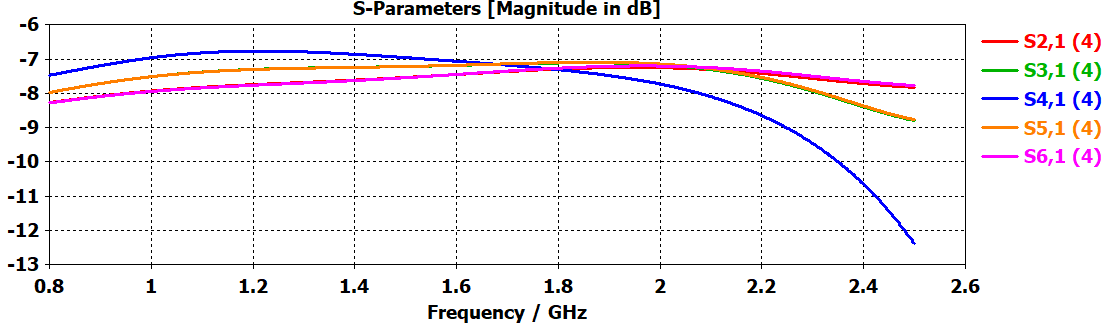 S-Parameters [Magnitude in dB]
-6
-7
-8
-9
-10
-11
-12
-13
0.8 1 1.2 1.4 1.6 1.8 2 2.2 2.4 2.6
Frequency / GHz
S2,1 (4)
S3,1 (4)
S4,1 (4)
S5,1 (4)
S6,1 (4)